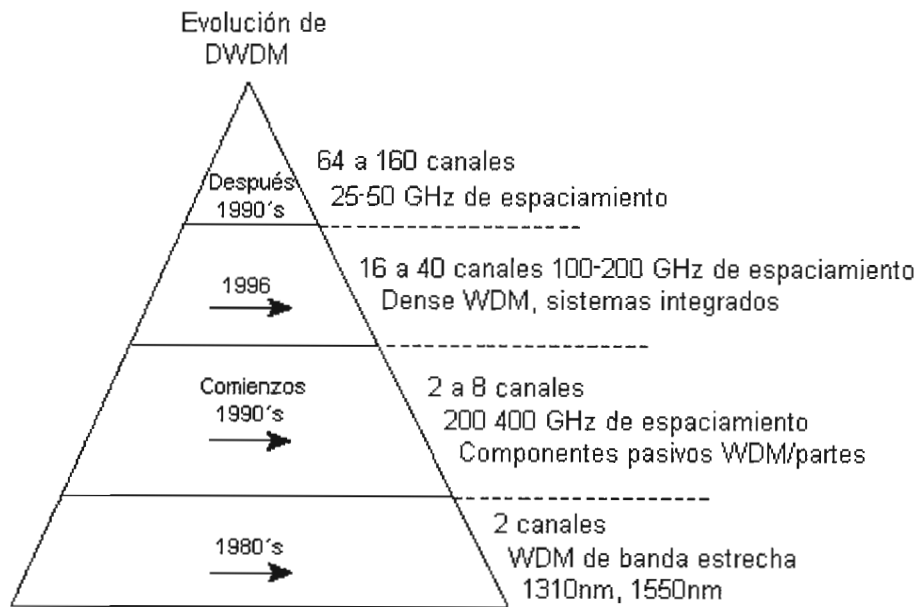 Evolución de
DWDM
64 a 160 canales
Después
1990´s
25-50 GHz de espaciamiento
16 a 40 canales 100-200 GHz de espaciamiento
1996
Dense WDM, sistemas integrados
Comienzos
1990´s
2 a 8 canales
200 400 GHz de espaciamiento
Componentes pasivos WDM/partes
1980´s
2 canales
WDM de banda estrecha
1310nm, 1550nm